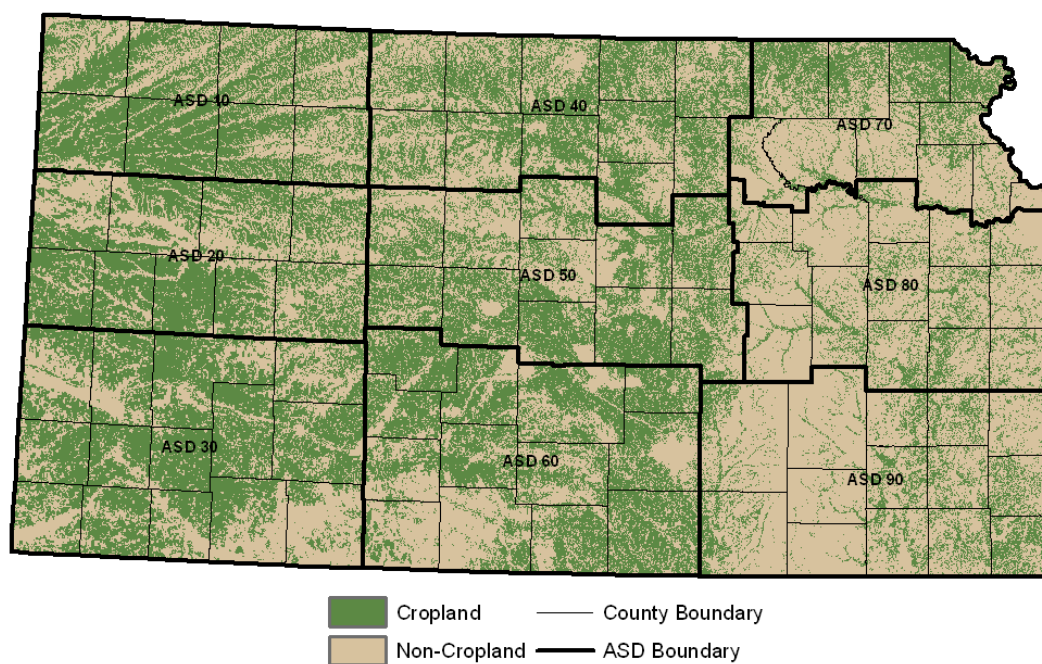 ASD 10
ASD 40
ASD 70
ASD 20
ASD 50
ASD 80
ASD 30
ASD 60
ASD 90
Cropland
County Boundary
Non-Cropland
ASD Boundary